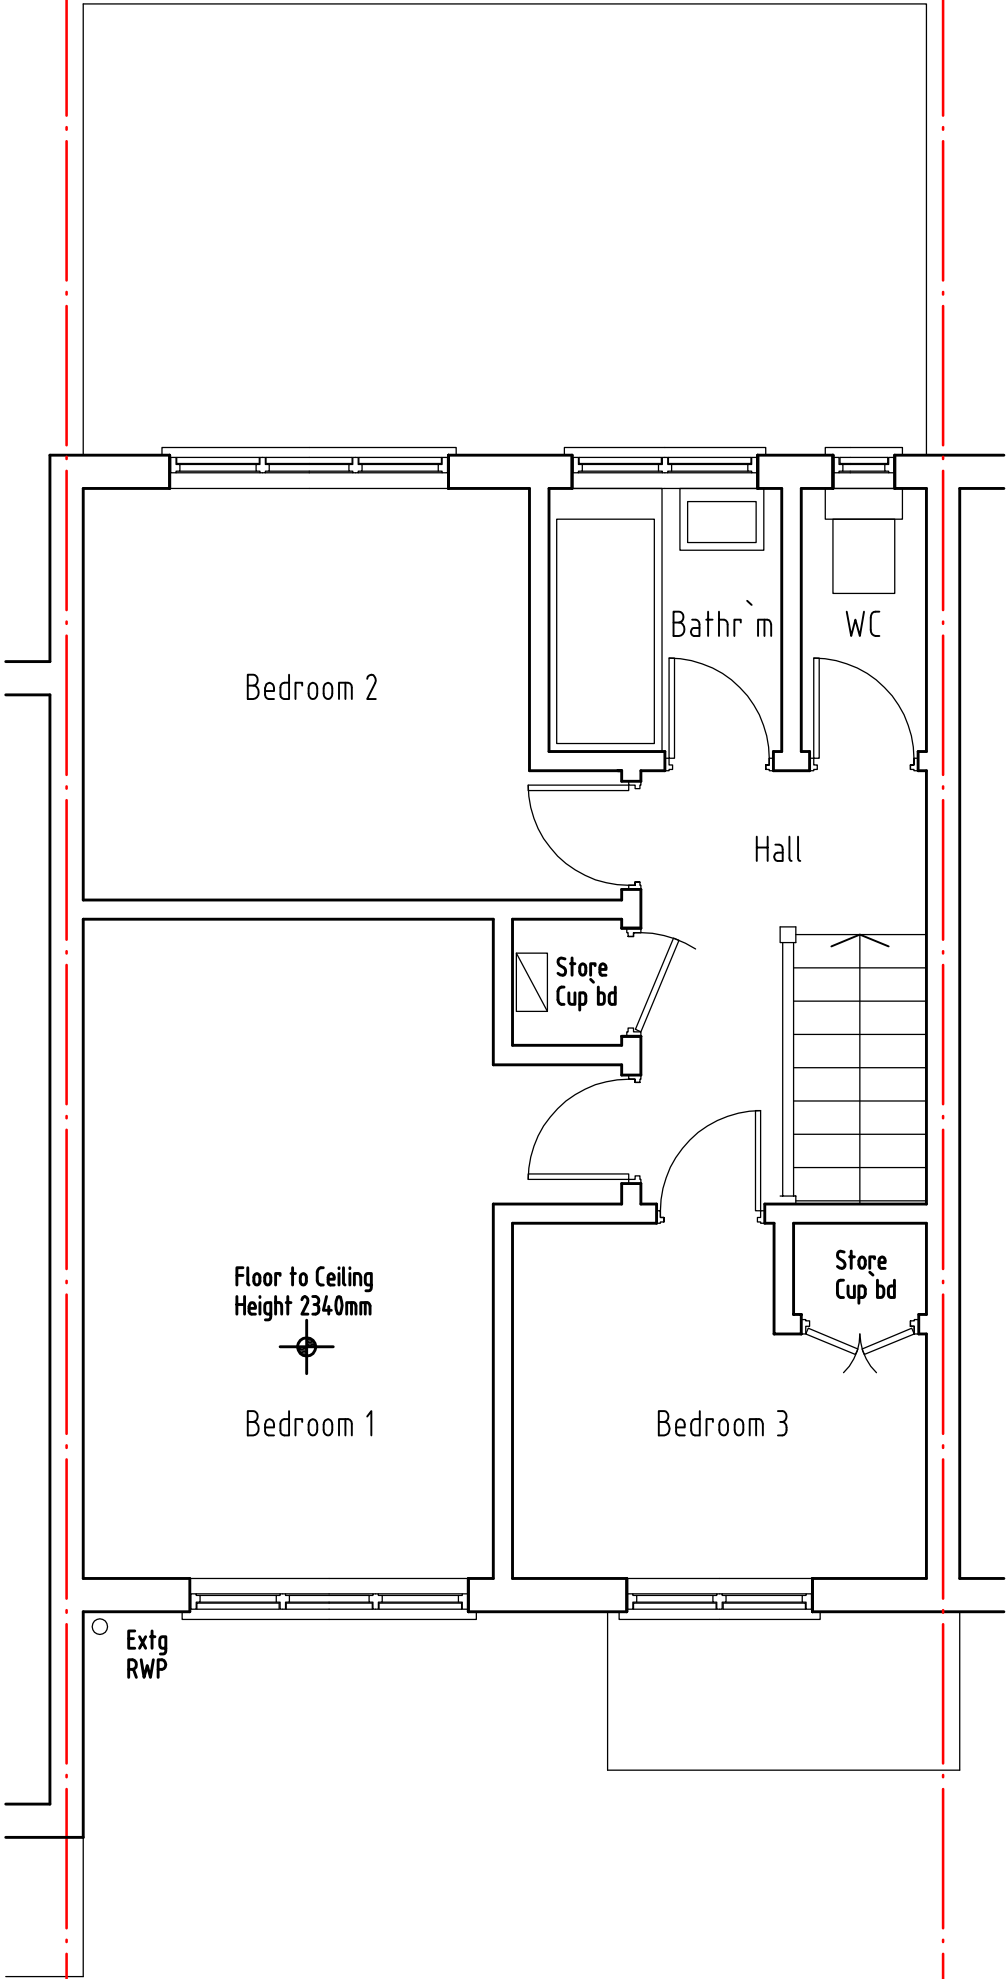 Bathr`m
WC
Bedroom 2
Hall
Store
Cup`bd
Floor to Ceiling
Height 2340mm
Store
Cup`bd
Bedroom 1
Bedroom 3
Extg
RWP